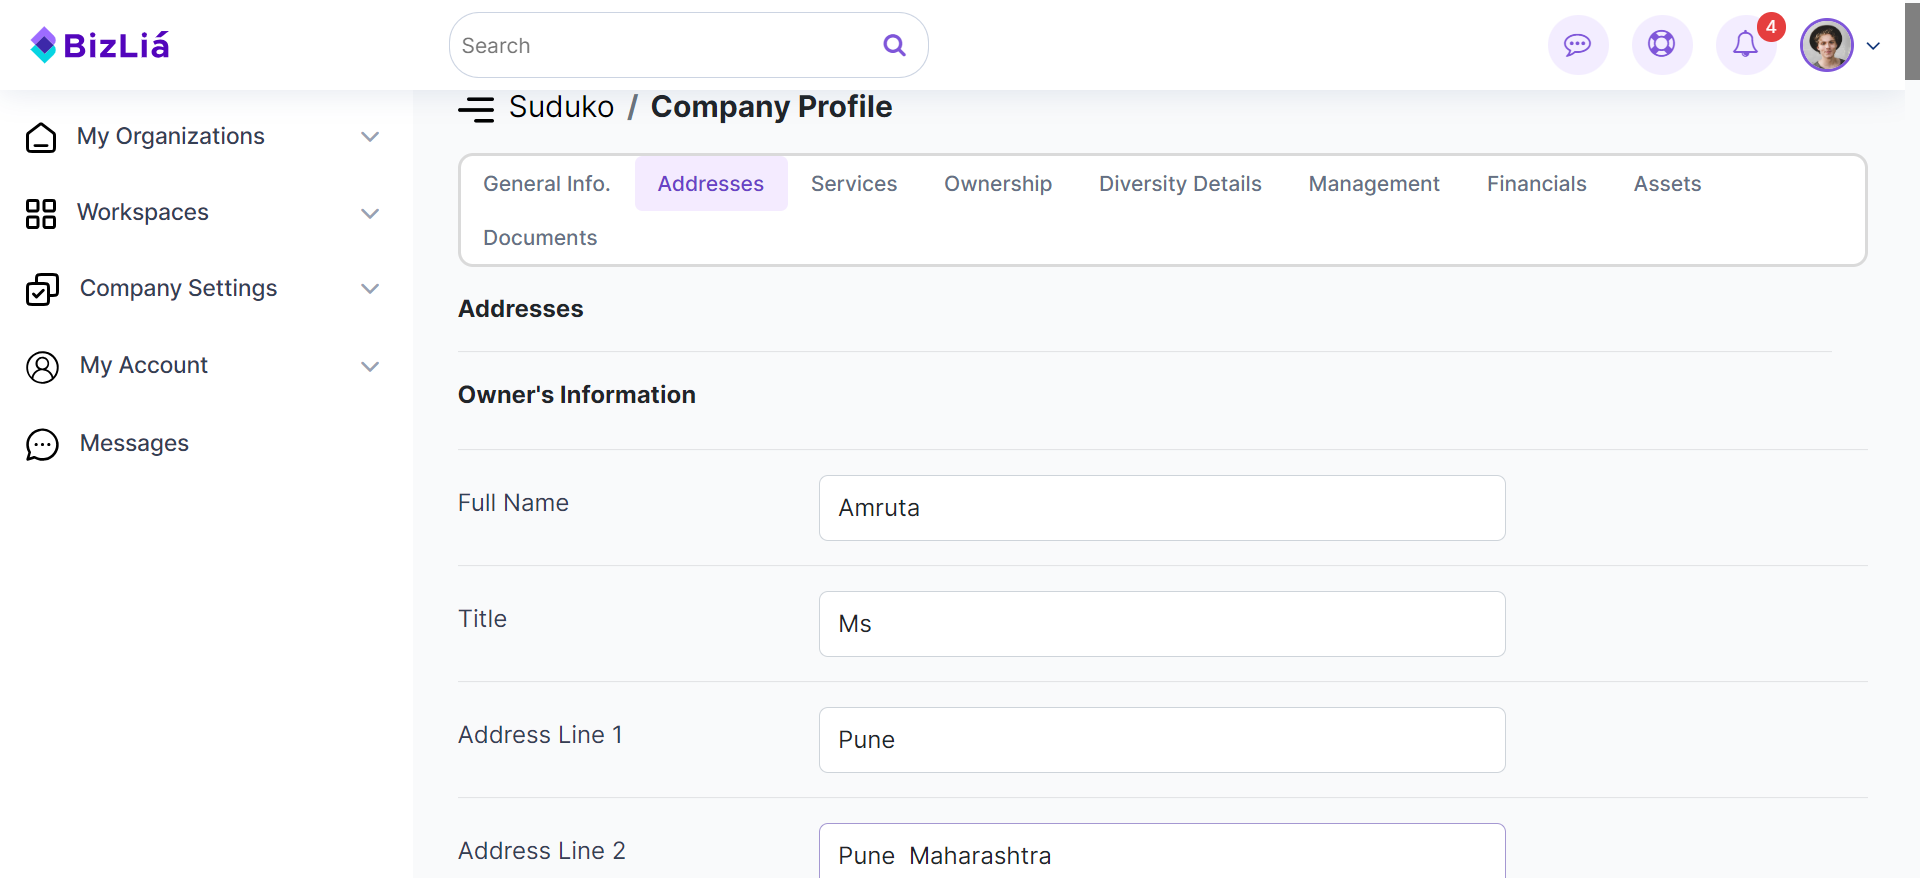 BizLiá
Search
4
My Organizations
Workspaces
Company Settings
My Account
Messages
Suduko / Company Profile
General Info. Addresses Services Ownership Diversity Details Management Financials Assets
Documents
Addresses
Owner's Information
Full Name Amruta
Title Ms
Address Line 1 Pune
Address Line 2 Pune  Maharashtra